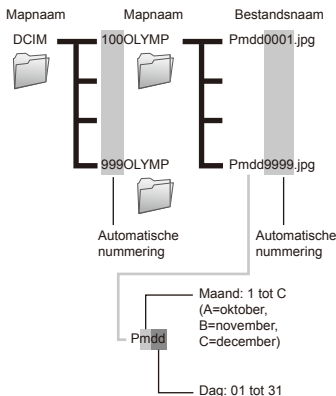 Mapnaam Mapnaam Bestandsnaam
DCIM 100OLYMP Pmdd0001.jpg
999OLYMP Pmdd9999.jpg
Automatische
nummering
Automatische
nummering
Maand: 1 tot C
(A=oktober,
B=november,
C=december)
Pmdd
Dag: 01 tot 31